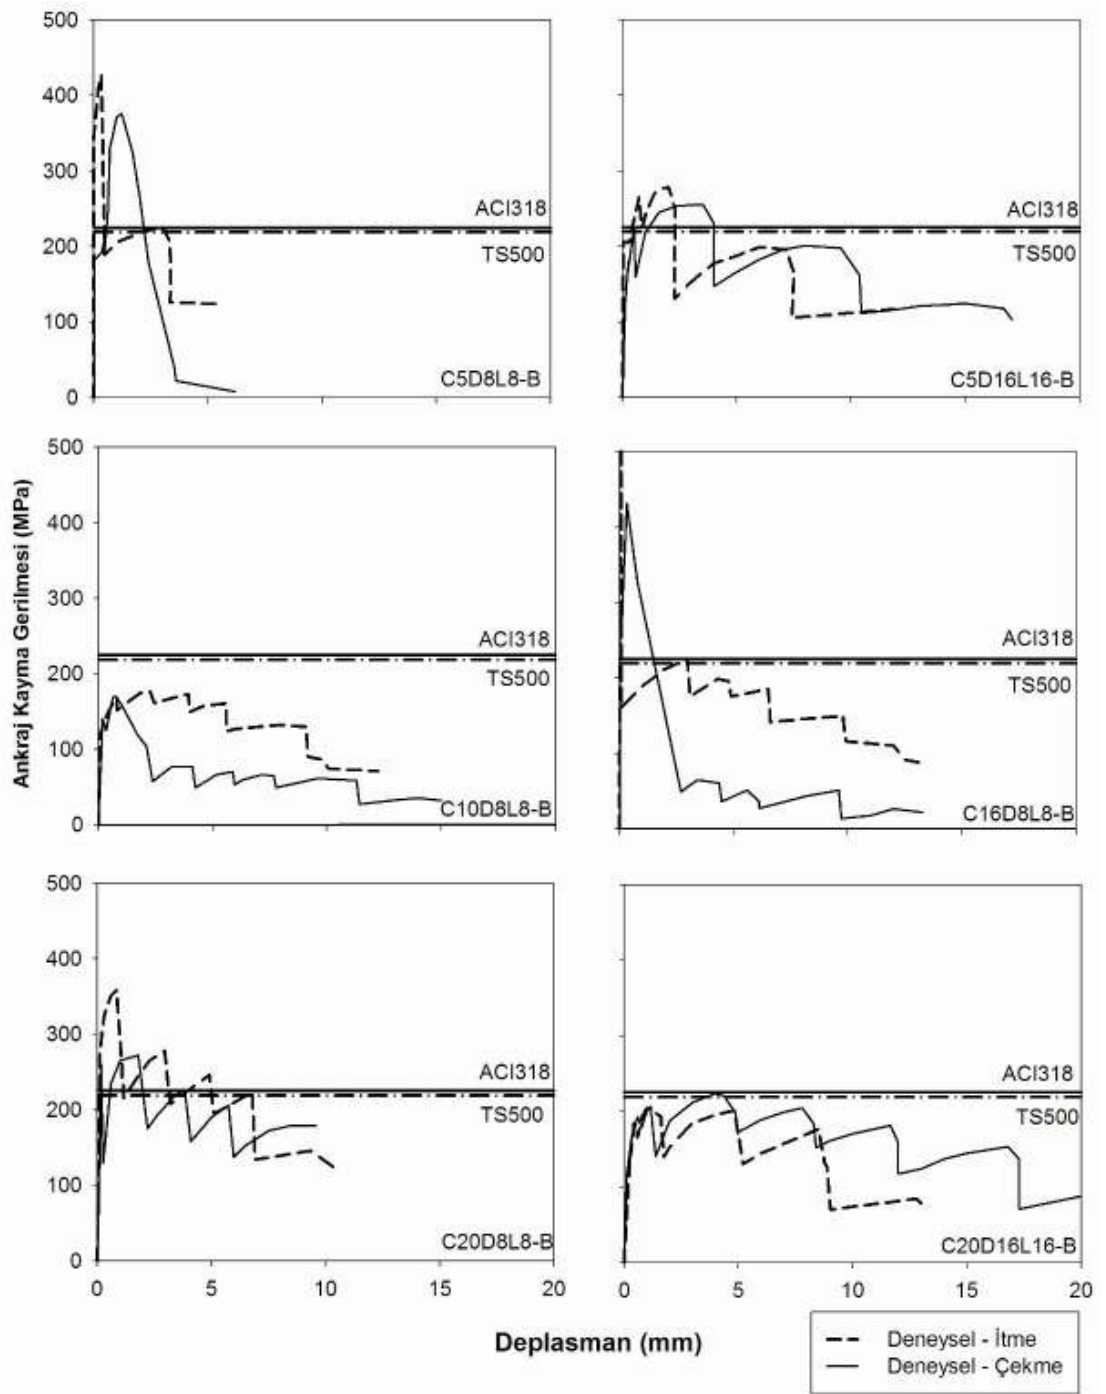 500
400
300
200
100
0
ACI318
TS500
C5D8L8-B
ACI318
TS500
C5D16L16-B
Ankraj Kayma Gerilmesi (MPa)
500
400
300
200
100
0
ACI318
TS500
C10D8L8-B
ACI318
TS500
C16D8L8-B
500
400
300
200
100
0
ACI318
TS500
C20D8L8-B
0 5 10 15 20
ACI318
TS500
C20D16L16-B
0 5 10 15 20
Deplasman (mm)
Deneysel - İtme
Deneysel - Çekme